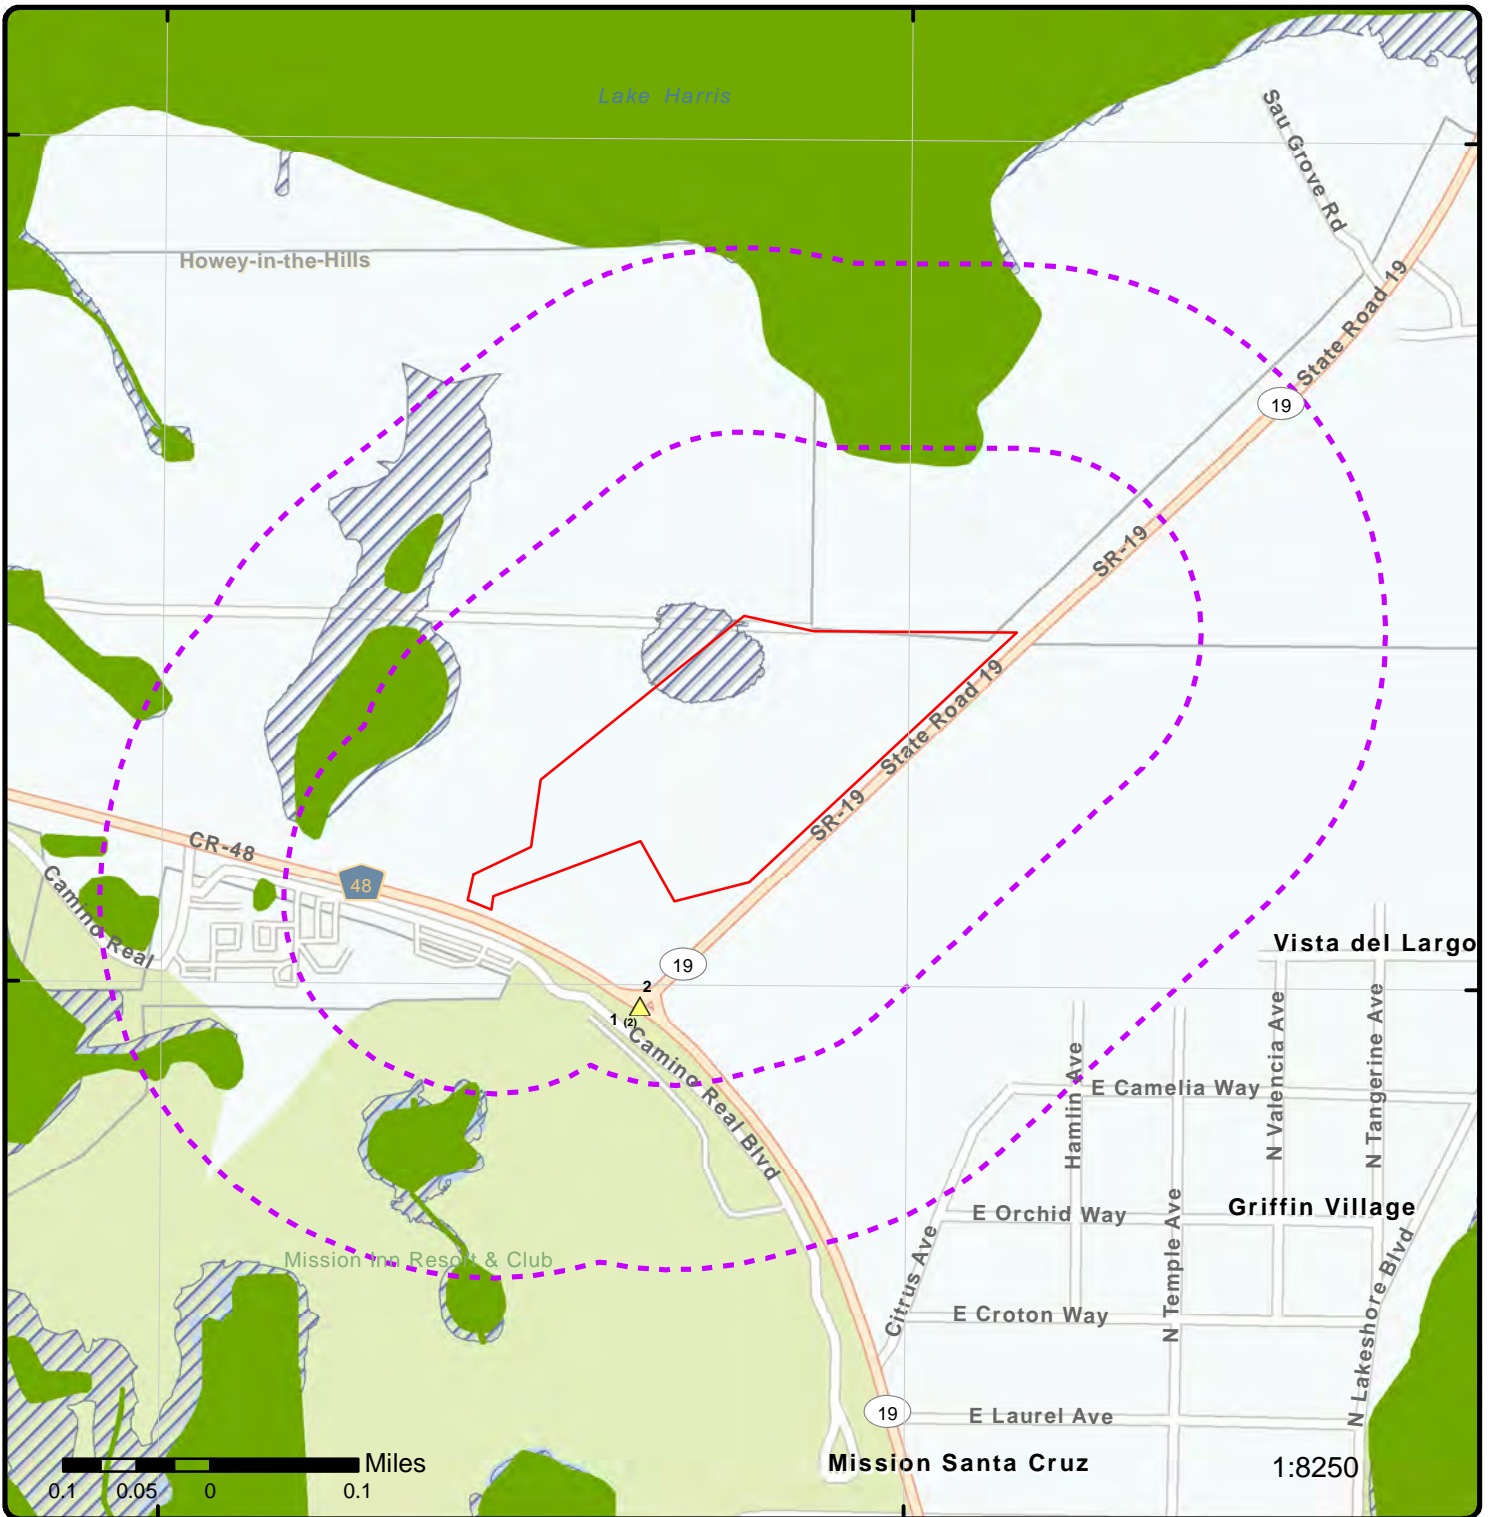 Lake Harris
Sau Grove Rd
Howey-in-the-Hills
State Road 19
19
SR-19
State Road 19
SR-19
CR-48
48
Camino Real
19
2
1 (2)
Camino Real Blvd
Vista del Largo
Hamlin Ave
E Camelia Way
N Valencia Ave
N Tangerine Ave
E Orchid Way
Griffin Village
N Temple Ave
Mission Inn Resort & Club
Citrus Ave
E Croton Way
N Lakeshore Blvd
19
E Laurel Ave
Mission Santa Cruz
1:8250
Miles
0.1 0.05 0 0.1